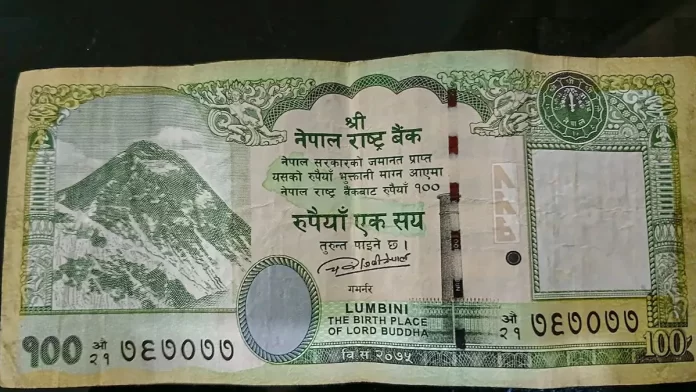 श्री
नेपाल राष्ट्र बैंक
नेपाल सरकारको जमानत प्राप्त
यसको रुपैयाँ भुक्तानी माग्न आएमा
नेपाल राष्ट्र बैंकबाट रुपैयाँ १००
रुपैयाँ एक सय
तुरुन्त पाइने छ।
गभर्नर
LUMBINI
THE BIRTH PLACE
OF LORD BUDDHA
वि सं २०७५
१००
औ
२१ ७६७०७७
औ
२१ ७६७०७७
100
NRB